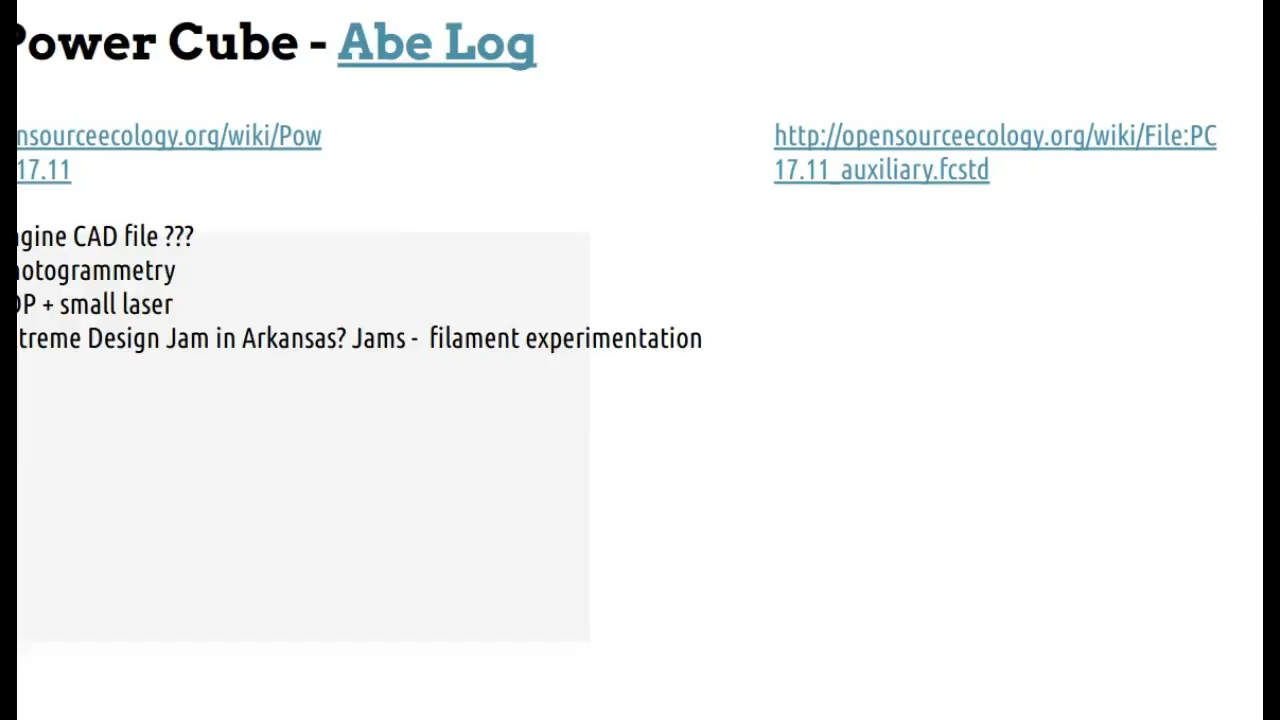 Power Cube - Abe Log
nsourceecology.org/wiki/Pow
17.11
http://opensourceecology.org/wiki/File:PC
17.11_auxiliary.fcstd
gine CAD file ???
otogrammetry
P + small laser
treme Design Jam in Arkansas? Jams - filament experimentation